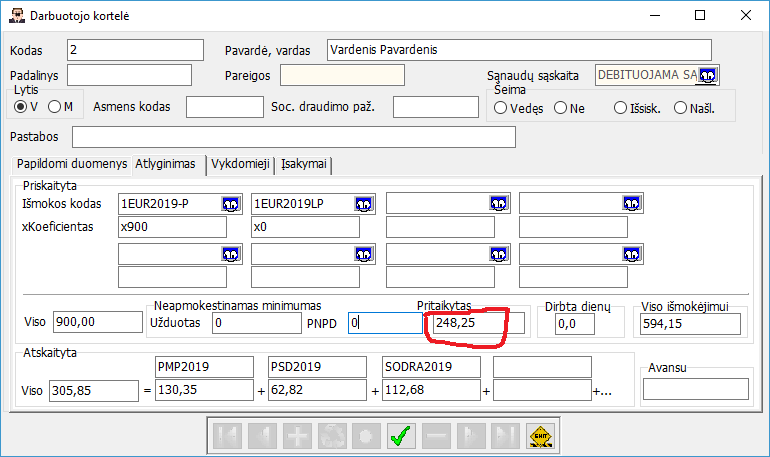 Darbuotojo kortelė
Kodas 2 Pavardė, vardas Vardenis Pavardenis
Padalinys Pareigos Sąnaudų sąskaita DEBITUOJAMA SĄ
Lytis Šeima
V M Asmens kodas Soc. draudimo paž. Vedęs Ne Išsisk. Našl.
Pastabos
Papildomi duomenys Atlyginimas Vykdomieji Įsakymai
Priskaityta
Išmokos kodas 1EUR2019-P 1EUR2019LP
xKoeficientas x900 x0
Neapmokestinamas minimumas Pritaikytas Dirbta dienų Viso išmokėjimui
Viso 900,00 Užduotas 0 PNPD 0 248,25 0,0 594,15
Atskaityta
PMP2019 PSD2019 SODRA2019 Avansu
Viso 305,85 = 130,35 + 62,82 + 112,68 + +...
EXIT